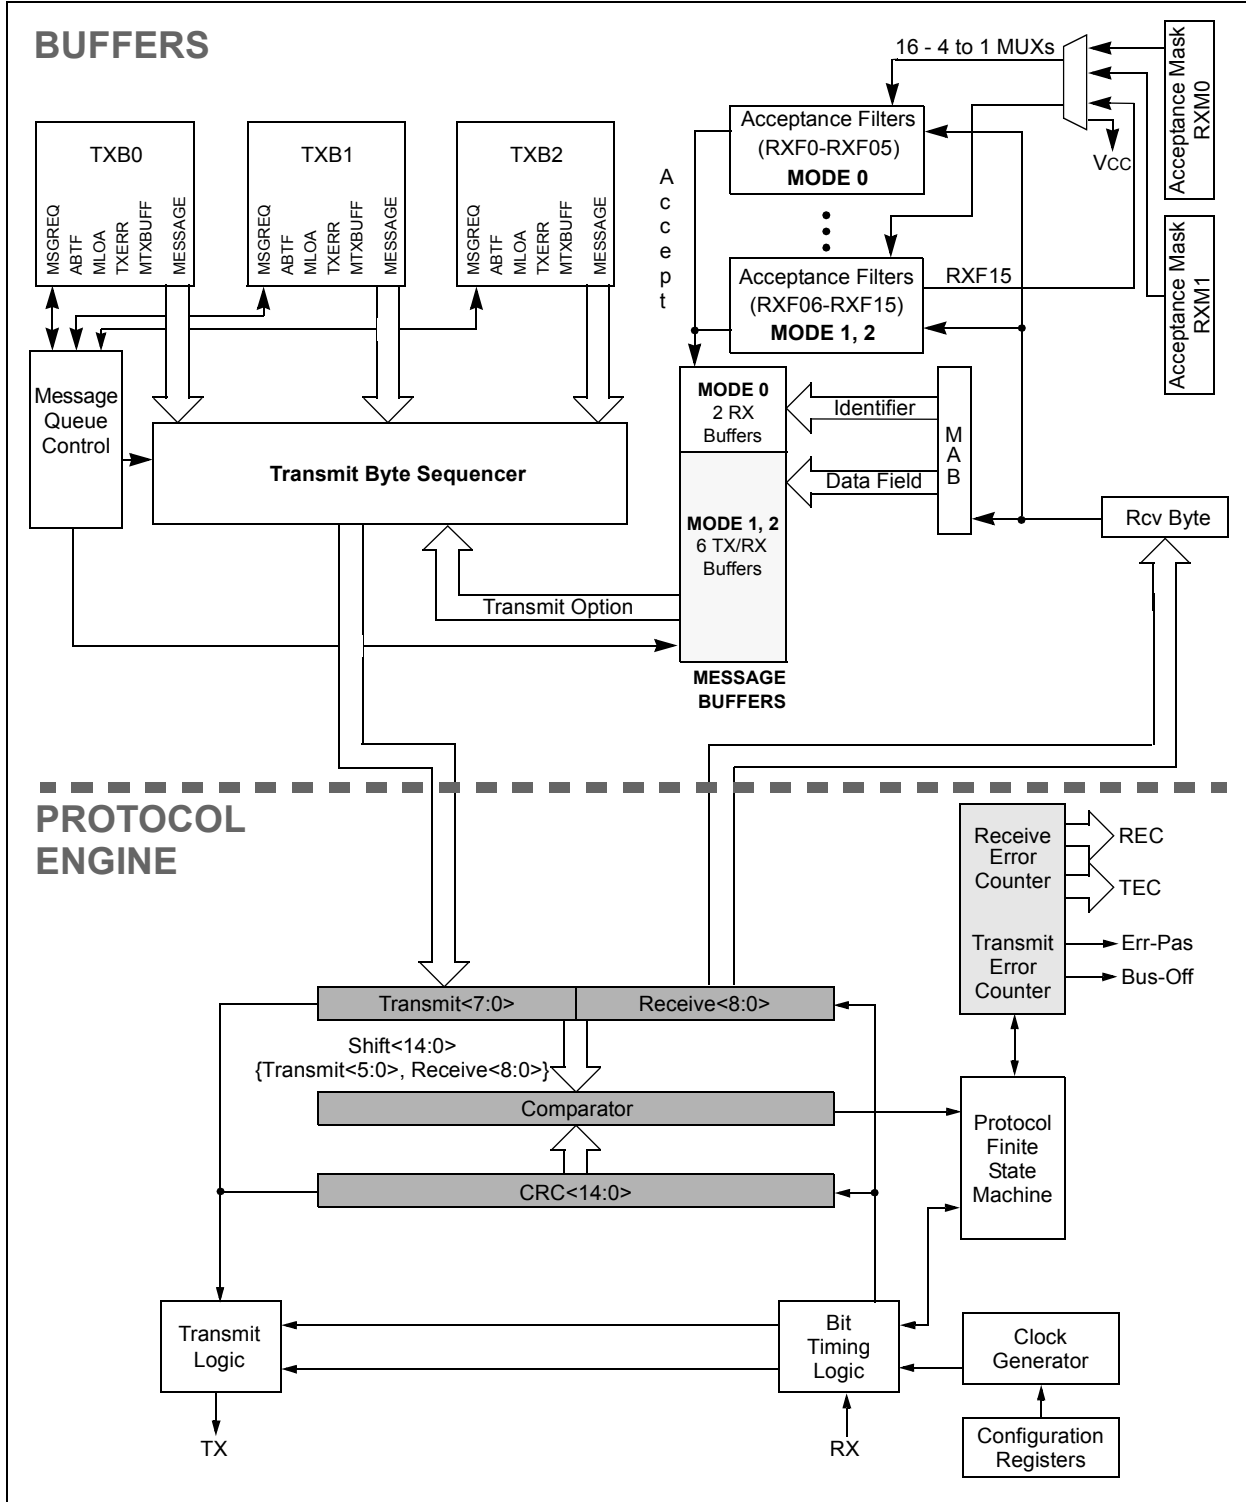 BUFFERS
16 - 4 to 1 MUXs
Acceptance Mask
RXM0
VCC
Acceptance Filters
(RXF0-RXF05)
MODE 0
Accept
TXB0
MSGREQ
ABTF
MLOA
TXERR
MTXBUFF
MESSAGE
TXB1
MSGREQ
ABTF
MLOA
TXERR
MTXBUFF
MESSAGE
TXB2
MSGREQ
ABTF
MLOA
TXERR
MTXBUFF
MESSAGE
Acceptance Filters
(RXF06-RXF15)
MODE 1, 2
RXF15
Acceptance Mask
RXM1
Message
Queue
Control
Transmit Byte Sequencer
MODE 0
2 RX
Buffers
Identifier
Data Field
MAB
MODE 1, 2
6 TX/RX
Buffers
Rcv Byte
Transmit Option
MESSAGE
BUFFERS
PROTOCOL
ENGINE
Receive
Error
Counter
REC
TEC
Transmit
Error
Counter
Err-Pas
Bus-Off
Transmit<7:0>
Receive<8:0>
Shift<14:0>
{Transmit<5:0>, Receive<8:0>}
Comparator
CRC<14:0>
Protocol
Finite
State
Machine
Transmit
Logic
Bit
Timing
Logic
Clock
Generator
TX
RX
Configuration
Registers